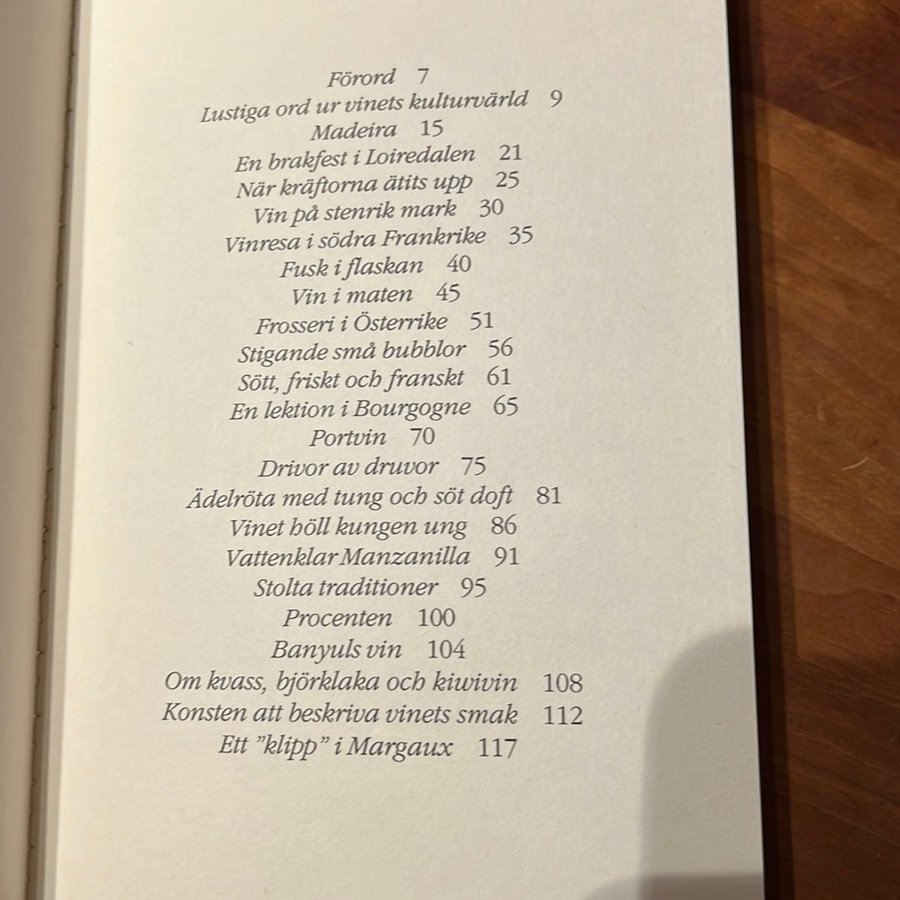 Förord 7
Lustiga ord ur vinets kulturvärld 9
Madeira 15
En brakfest i Loiredalen 21
När kräftorna ätits upp 25
Vin på stenrik mark 30
Vinresa i södra Frankrike 35
Fusk i flaskan 40
Vin i maten 45
Frosseri i Österrike 51
Stigande små bubblor 56
Sött, friskt och franskt 61
En lektion i Bourgogne 65
Portvin 70
Drivor av druvor 75
Ädelröta med tung och söt doft 81
Vinet höll kungen ung 86
Vattenklar Manzanilla 91
Stolta traditioner 95
Procenten 100
Banyuls vin 104
Om kvass, björklaka och kiwivin 108
Konsten att beskriva vinets smak 112
Ett ”klipp” i Margaux 117